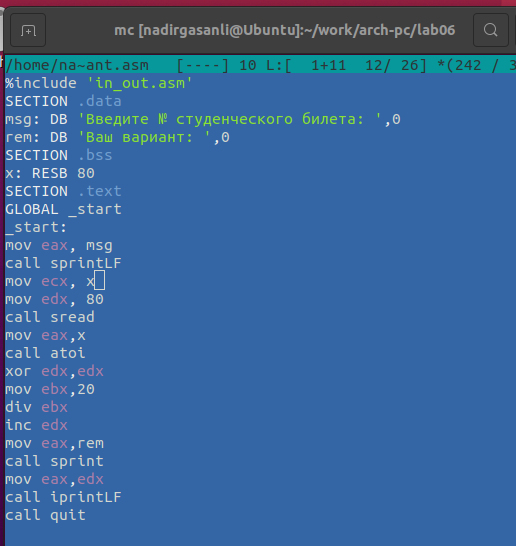 mc [nadirgasanli@Ubuntu]:~/work/arch-pc/lab06
/home/na~ant.asm   [----] 10 L:[  1+11  12/ 26] *(242 / 3
%include 'in_out.asm'
SECTION .data
msg: DB 'Введите № студенческого билета: ',0
rem: DB 'Ваш вариант: ',0
SECTION .bss
x: RESB 80
SECTION .text
GLOBAL _start
_start:
mov eax, msg
call sprintLF
mov ecx, x
mov edx, 80
call sread
mov eax,x
call atoi
xor edx,edx
mov ebx,20
div ebx
inc edx
mov eax,rem
call sprint
mov eax,edx
call iprintLF
call quit